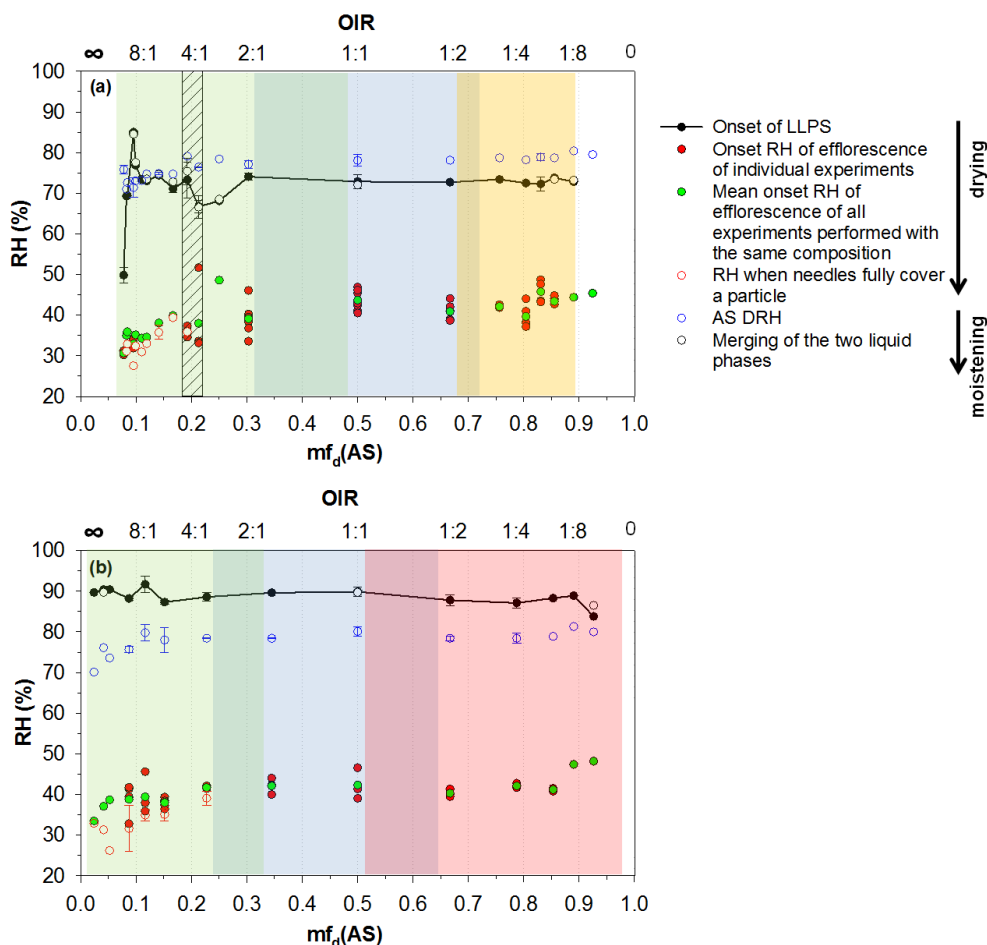 OIR
∞ 8:1 4:1 2:1 1:1 1:2 1:4 1:8 0
(a)
100
90
80
70
60
50
40
30
20
RH (%)
0.0 0.1 0.2 0.3 0.4 0.5 0.6 0.7 0.8 0.9 1.0
mfd(AS)
Onset of LLPS
Onset RH of efflorescence
of individual experiments
Mean onset RH of
efflorescence of all
experiments performed with
the same composition
RH when needles fully cover
a particle
AS DRH
Merging of the two liquid
phases
drying
moistening
OIR
∞ 8:1 4:1 2:1 1:1 1:2 1:4 1:8 0
(b)
100
90
80
70
60
50
40
30
20
RH (%)
0.0 0.1 0.2 0.3 0.4 0.5 0.6 0.7 0.8 0.9 1.0
mfd(AS)